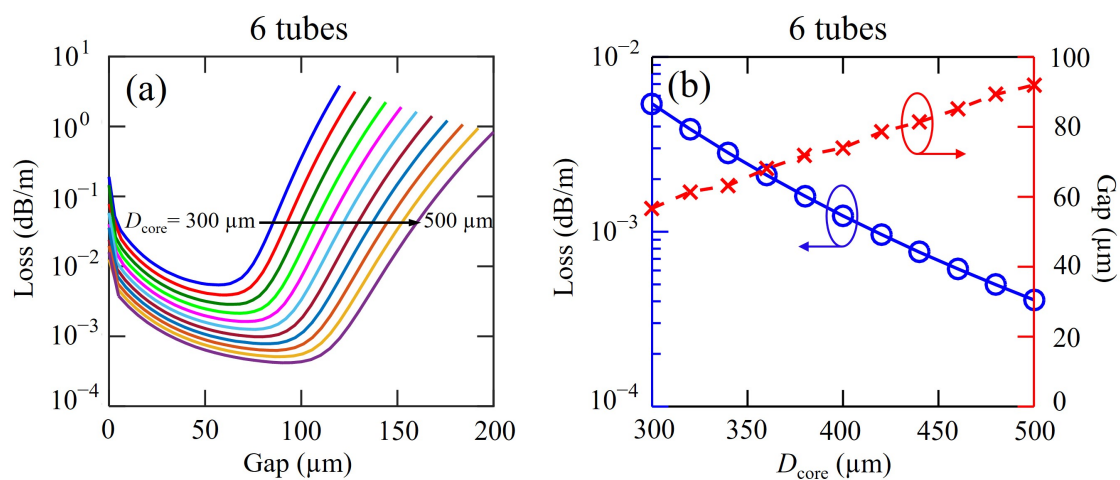 6 tubes
(a)
Loss (dB/m)
10^1
10^0
10^-1
10^-2
10^-3
10^-4
D_core = 300 µm
500 µm
0
50
100
150
200
Gap (µm)
6 tubes
(b)
Loss (dB/m)
10^-2
10^-3
10^-4
100
80
60
40
20
0
Gap (µm)
300
350
400
450
500
D_core (µm)